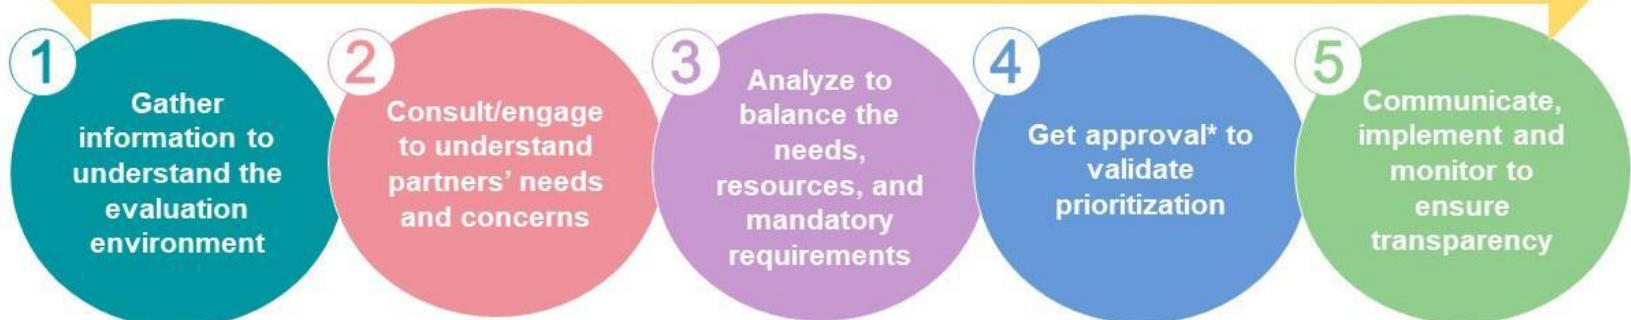 1
Gather
information to
understand the
evaluation
environment
2
Consult/engage
to understand
partners’ needs
and concerns
3
Analyze to
balance the
needs,
resources, and
mandatory
requirements
4
Get approval* to
validate
prioritization
5
Communicate,
implement and
monitor to
ensure
transparency